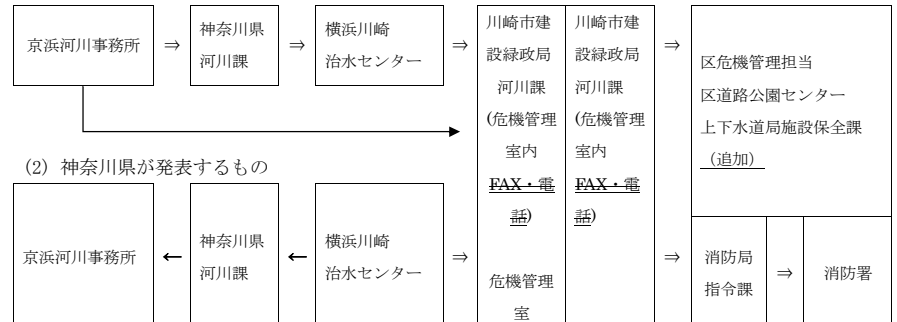 京浜河川事務所
⇒
神奈川県
河川課
⇒
横浜川崎
治水センター
⇒
川崎市建
設緑政局
河川課
(危機管理
室内
FAX・電
話)
危機管理
室
川崎市建
設緑政局
河川課
(危機管理
室内
FAX・電
話)
⇒
区危機管理担当
区道路公園センター
上下水道局施設保全課
(追加)
(2) 神奈川県が発表するもの
京浜河川事務所
←
神奈川県
河川課
←
横浜川崎
治水センター
⇒
⇒
消防局
指令課
⇒
消防署